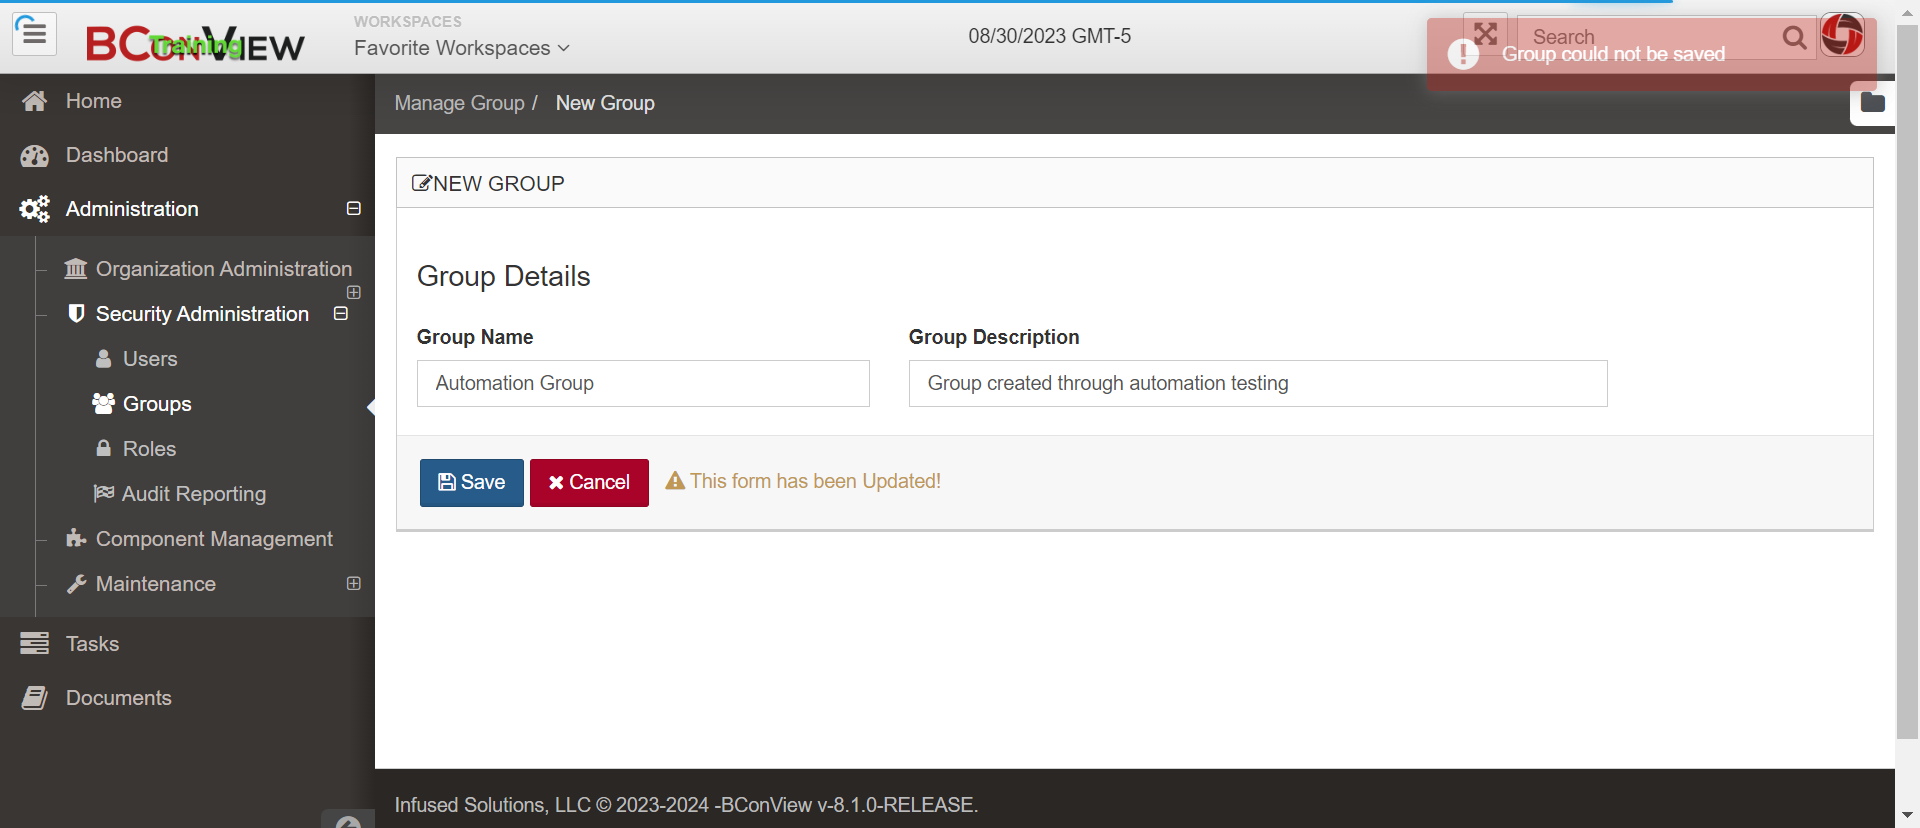 BConVIEW
Training
WORKSPACES
Favorite Workspaces
08/30/2023 GMT-5
Search
Group could not be saved
Home
Dashboard
Administration
Organization Administration
Security Administration
Users
Groups
Roles
Audit Reporting
Component Management
Maintenance
Tasks
Documents
Manage Group / New Group
NEW GROUP
Group Details
Group Name
Group Description
Automation Group
Group created through automation testing
Save
Cancel
This form has been Updated!
Infused Solutions, LLC © 2023-2024 -BConView v-8.1.0-RELEASE.